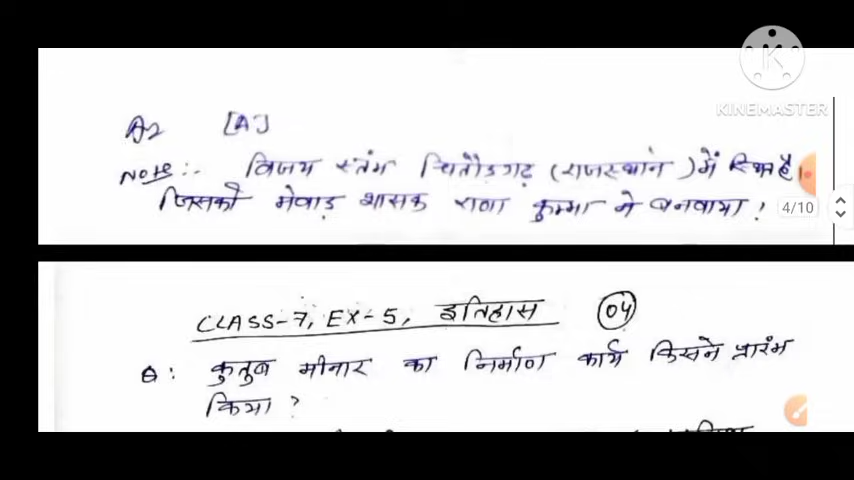 KINEMASTER
A2 [A]
Note:- विजय स्तंभ चितौड़गढ़ (राजस्थान) में स्थित है।
जिसको मेवाड़ शासक राणा कुम्भा ने बनवाया!
4/10
CLASS-7, EX-5, इतिहास 04
Q: कुतुब मीनार का निर्माण कार्य किसने प्रारंभ
किया?